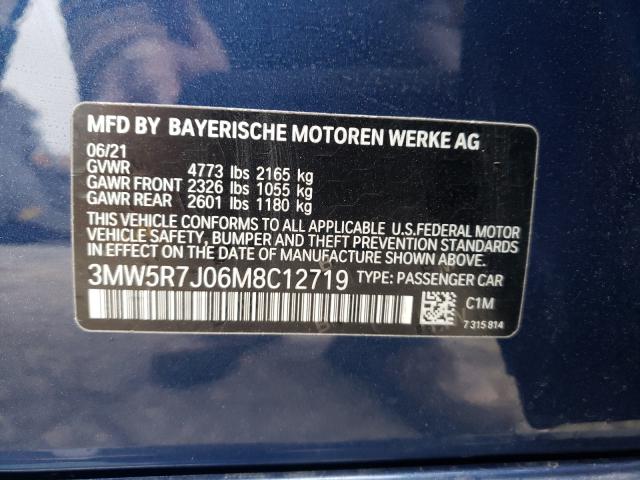 MFD BY BAYERISCHE MOTOREN WERKE AG
06/21
GVWR 4773 lbs 2165 kg
GAWR FRONT 2326 lbs 1055 kg
GAWR REAR 2601 lbs 1180 kg
THIS VEHICLE CONFORMS TO ALL APPLICABLE U.S.FEDERAL MOTOR
VEHICLE SAFETY, BUMPER AND THEFT PREVENTION STANDARDS
IN EFFECT ON THE DATE OF MANUFACTURE SHOWN ABOVE.
3MW5R7J06M8C12719 TYPE: PASSENGER CAR
C1M
7 315 814